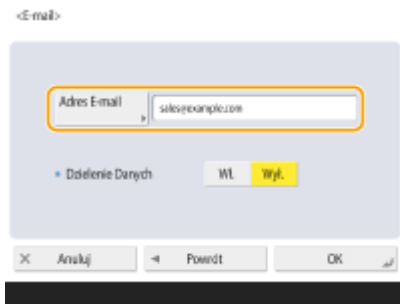 <E-mail>
Adres E-mail
sales@example.com
Dzielenie Danych
Wł.
Wył.
Anuluj
Powrót
OK